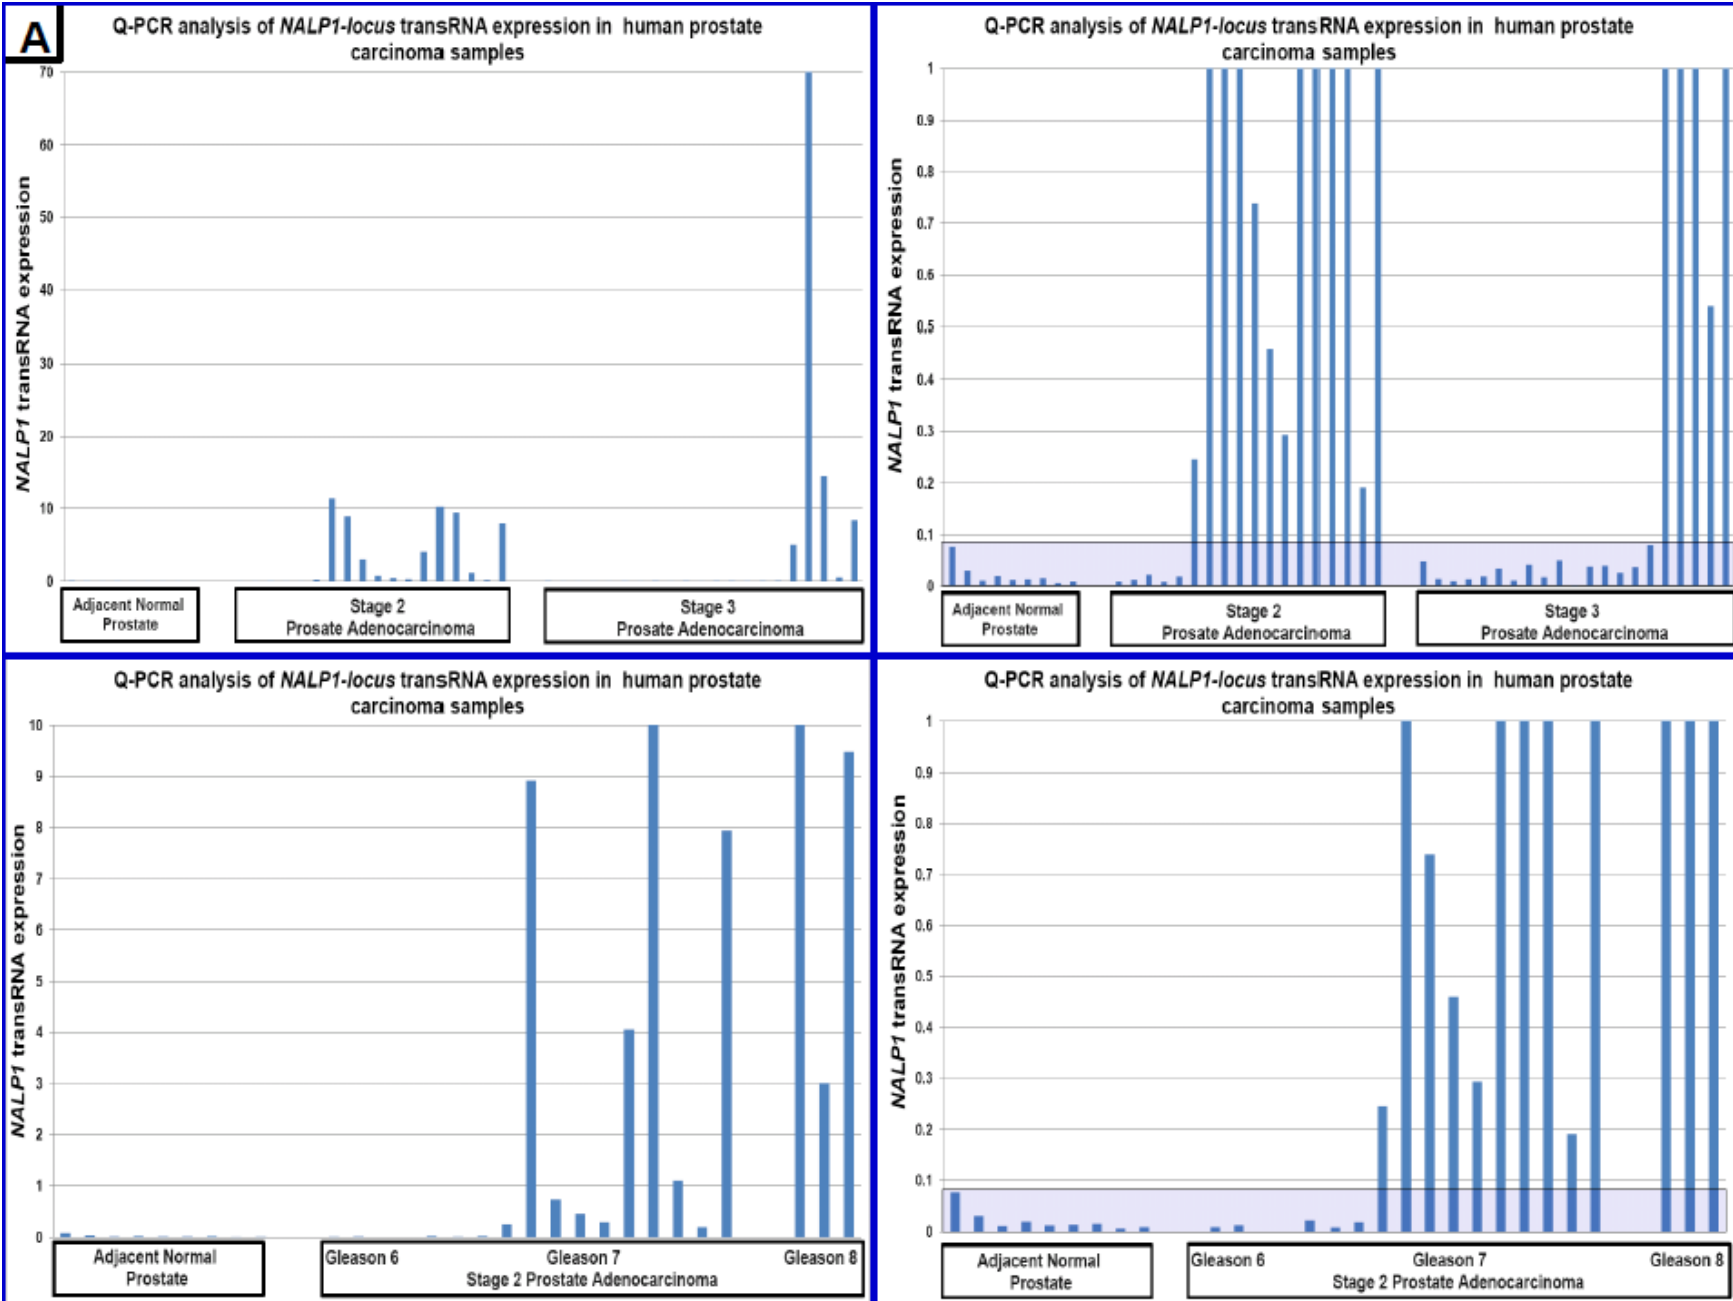 A
Q-PCR analysis of NALP1-locus transRNA expression in human prostate
carcinoma samples
NALP1 transRNA expression
70
60
50
40
30
20
10
0
Adjacent Normal
Prostate
Stage 2
Prosate Adenocarcinoma
Stage 3
Prosate Adenocarcinoma
Q-PCR analysis of NALP1-locus transRNA expression in human prostate
carcinoma samples
NALP1 transRNA expression
1
0.9
0.8
0.7
0.6
0.5
0.4
0.3
0.2
0.1
0
Adjacent Normal
Prostate
Stage 2
Prosate Adenocarcinoma
Stage 3
Prosate Adenocarcinoma
Q-PCR analysis of NALP1-locus transRNA expression in human prostate
carcinoma samples
NALP1 transRNA expression
10
9
8
7
6
5
4
3
2
1
0
Adjacent Normal
Prostate
Gleason 6 Gleason 7 Gleason 8
Stage 2 Prostate Adenocarcinoma
Q-PCR analysis of NALP1-locus transRNA expression in human prostate
carcinoma samples
NALP1 transRNA expression
1
0.9
0.8
0.7
0.6
0.5
0.4
0.3
0.2
0.1
0
Adjacent Normal
Prostate
Gleason 6 Gleason 7 Gleason 8
Stage 2 Prostate Adenocarcinoma